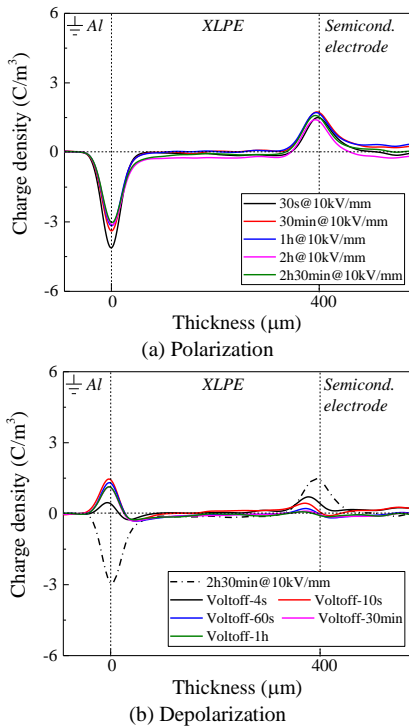 Al XLPE Semicond. electrode
Charge density (C/m³)
6
3
0
-3
-6
30s@10kV/mm
30min@10kV/mm
1h@10kV/mm
2h@10kV/mm
2h30min@10kV/mm
0 400
Thickness (μm)
(a) Polarization
Al XLPE Semicond. electrode
Charge density (C/m³)
6
3
0
-3
-6
2h30min@10kV/mm
Voltoff-4s Voltoff-10s
Voltoff-60s Voltoff-30min
Voltoff-1h
0 400
Thickness (μm)
(b) Depolarization